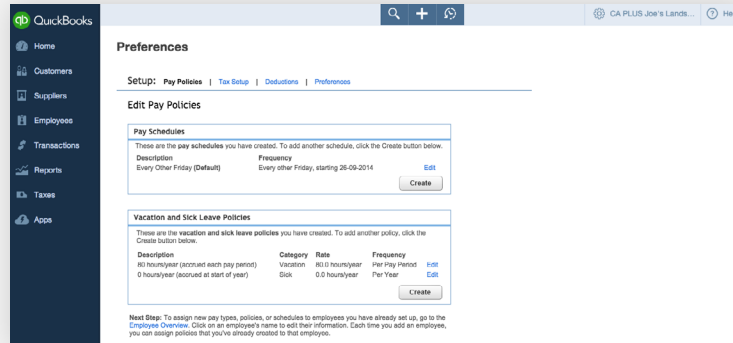 qb QuickBooks
CA PLUS Joe's Lands...
? He
Home
Customers
Suppliers
Employees
Transactions
Reports
Taxes
Apps
Preferences
Setup: Pay Policies | Tax Setup | Deductions | Preferences
Edit Pay Policies
Pay Schedules
These are the pay schedules you have created. To add another schedule, click the Create button below.
Description Frequency
Every Other Friday (Default) Every other Friday, starting 26-09-2014 Edit
Create
Vacation and Sick Leave Policies
These are the vacation and sick leave policies you have created. To add another policy, click the
Create button below.
Description Category Rate Frequency
80 hours/year (accrued each pay period) Vacation 80.0 hours/year Per Pay Period Edit
0 hours/year (accrued at start of year) Sick 0.0 hours/year Per Year Edit
Create
Next Step: To assign new pay types, policies, or schedules to employees you have already set up, go to the
Employee Overview. Click on an employee's name to edit their information. Each time you add an employee,
you can assign policies that you've already created to that employee.